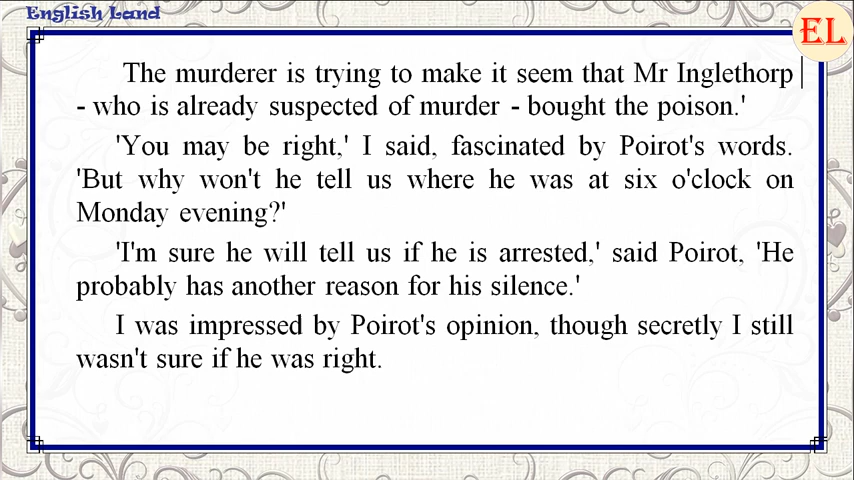 English Land
EL
The murderer is trying to make it seem that Mr Inglethorp
- who is already suspected of murder - bought the poison.'
'You may be right,' I said, fascinated by Poirot's words.
'But why won't he tell us where he was at six o'clock on
Monday evening?'
'I'm sure he will tell us if he is arrested,' said Poirot, 'He
probably has another reason for his silence.'
I was impressed by Poirot's opinion, though secretly I still
wasn't sure if he was right.